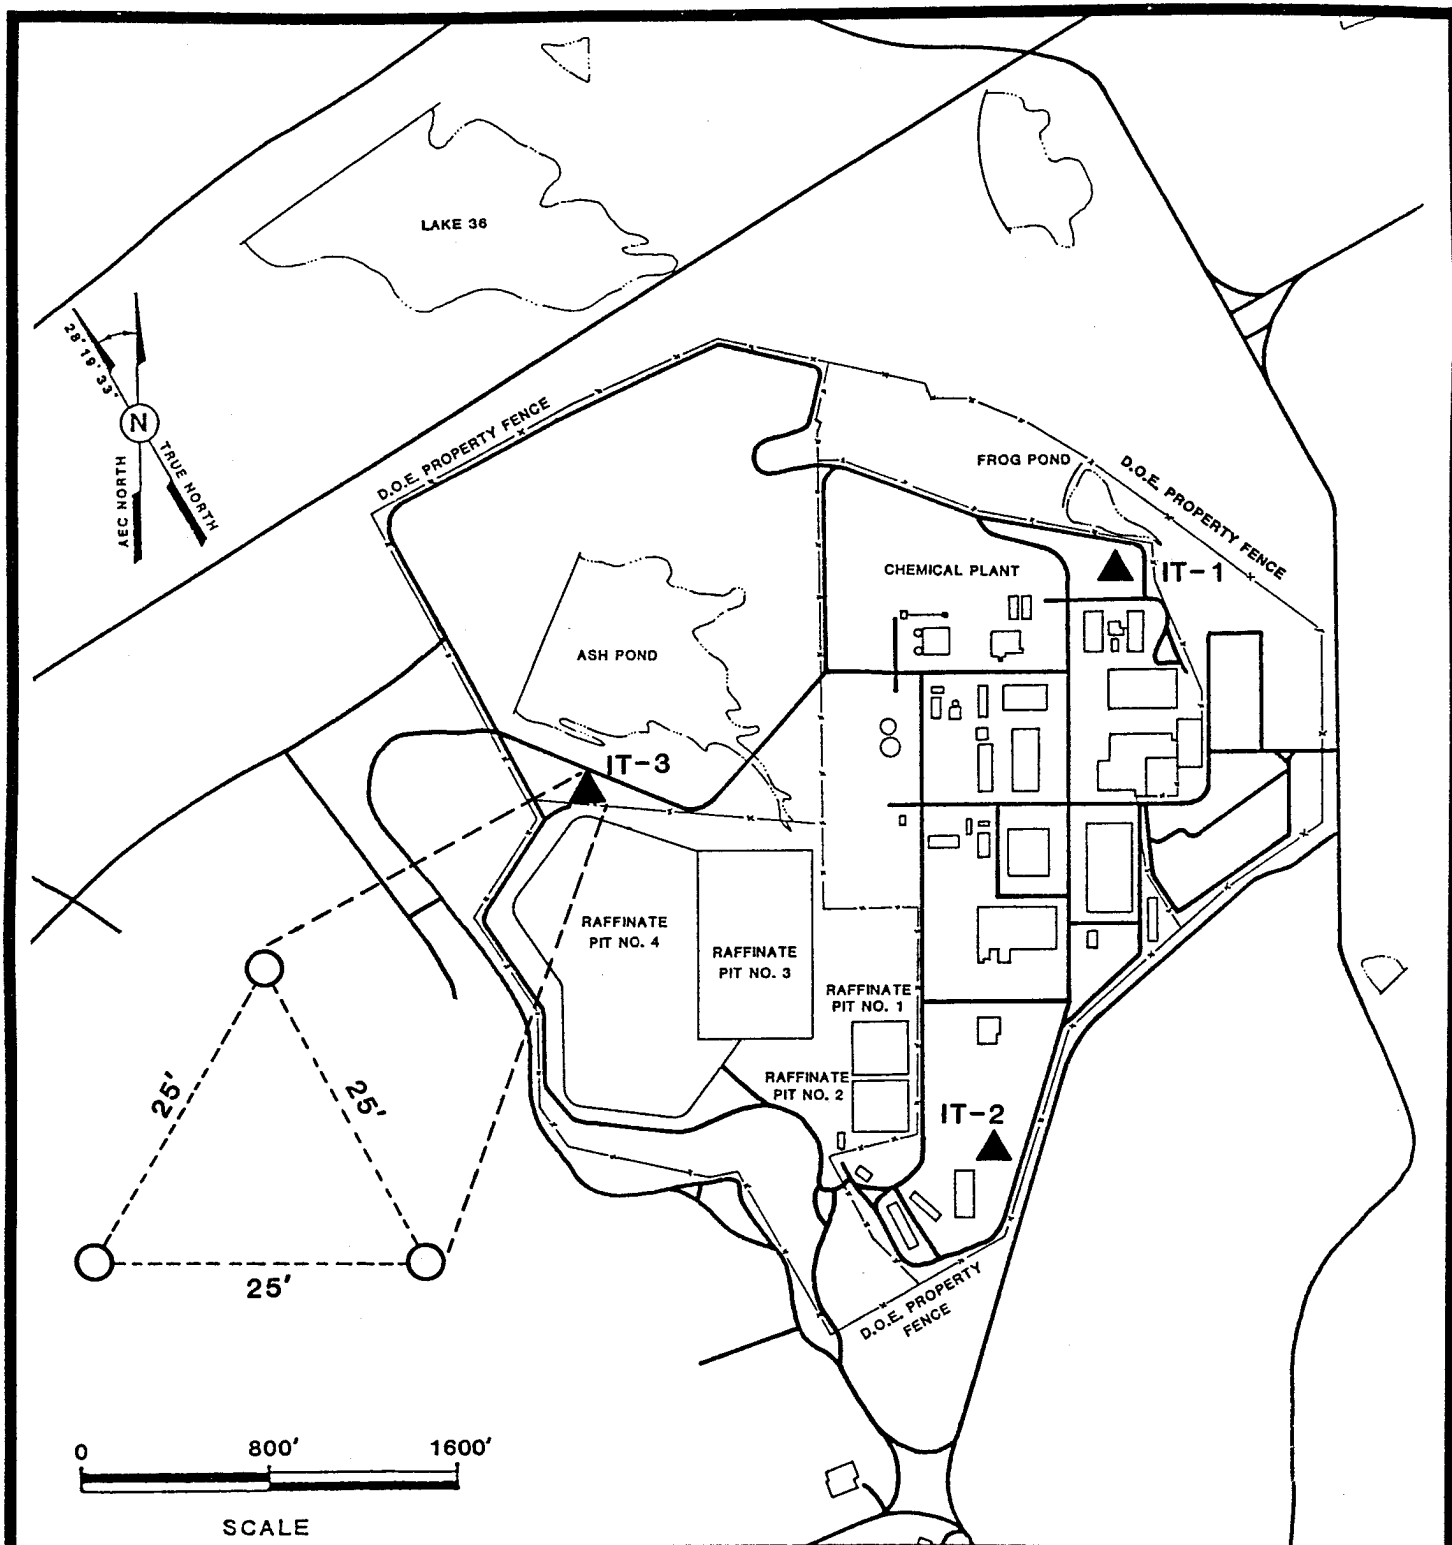 LAKE 36
28° 19' 33"
N
AEC NORTH
TRUE NORTH
D.O.E. PROPERTY FENCE
FROG POND
D.O.E. PROPERTY FENCE
IT-1
CHEMICAL PLANT
ASH POND
IT-3
RAFFINATE
PIT NO. 4
RAFFINATE
PIT NO. 3
RAFFINATE
PIT NO. 1
RAFFINATE
PIT NO. 2
IT-2
25'
25'
25'
D.O.E. PROPERTY
FENCE
0 800' 1600'
SCALE